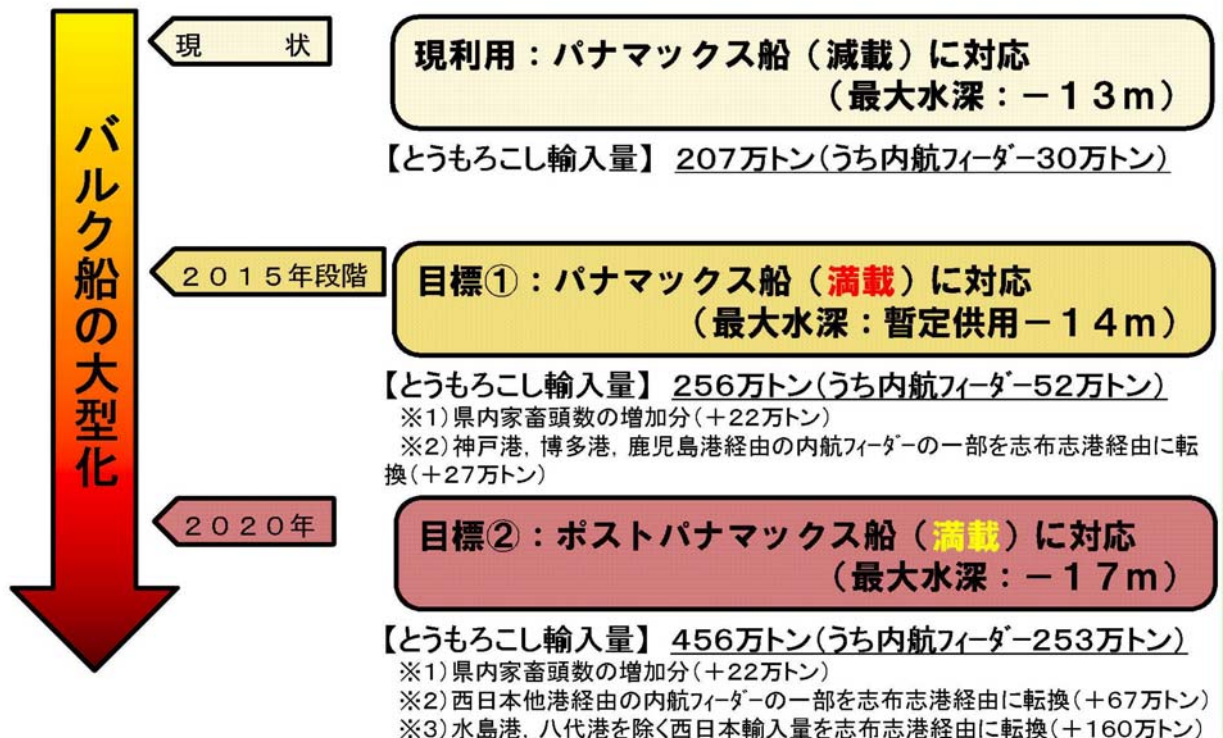 バルク船の大型化
現　　状
現利用：パナマックス船（減載）に対応
（最大水深：－１３ｍ）
【とうもろこし輸入量】 207万トン(うち内航ﾌｨｰﾀﾞｰ30万トン)
２０１５年段階
目標①：パナマックス船（満載）に対応
（最大水深：暫定供用－１４ｍ）
【とうもろこし輸入量】 256万トン(うち内航ﾌｨｰﾀﾞｰ52万トン)
※1)県内家畜頭数の増加分(＋22万トン)
※2)神戸港，博多港，鹿児島港経由の内航ﾌｨｰﾀﾞｰの一部を志布志港経由に転
換(＋27万トン)
２０２０年
目標②：ポストパナマックス船（満載）に対応
（最大水深：－１７ｍ）
【とうもろこし輸入量】 456万トン(うち内航ﾌｨｰﾀﾞｰ253万トン)
※1)県内家畜頭数の増加分(＋22万トン)
※2)西日本他港経由の内航ﾌｨｰﾀﾞｰの一部を志布志港経由に転換(＋67万トン)
※3)水島港，八代港を除く西日本輸入量を志布志港経由に転換(＋160万トン)